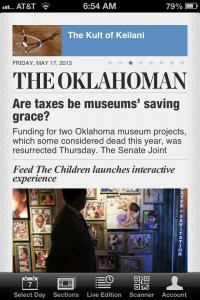 AT&T
6:54 AM
79%
The Kult of Keilani
FRIDAY, MAY 17, 2013
THE OKLAHOMAN
Are taxes be museums' saving
grace?
Funding for two Oklahoma museum projects,
which some considered dead this year, was
resurrected Thursday. The Senate Joint
Feed The Children launches interactive
experience
7
Select Day
Sections
Live Edition
Scanner
Account